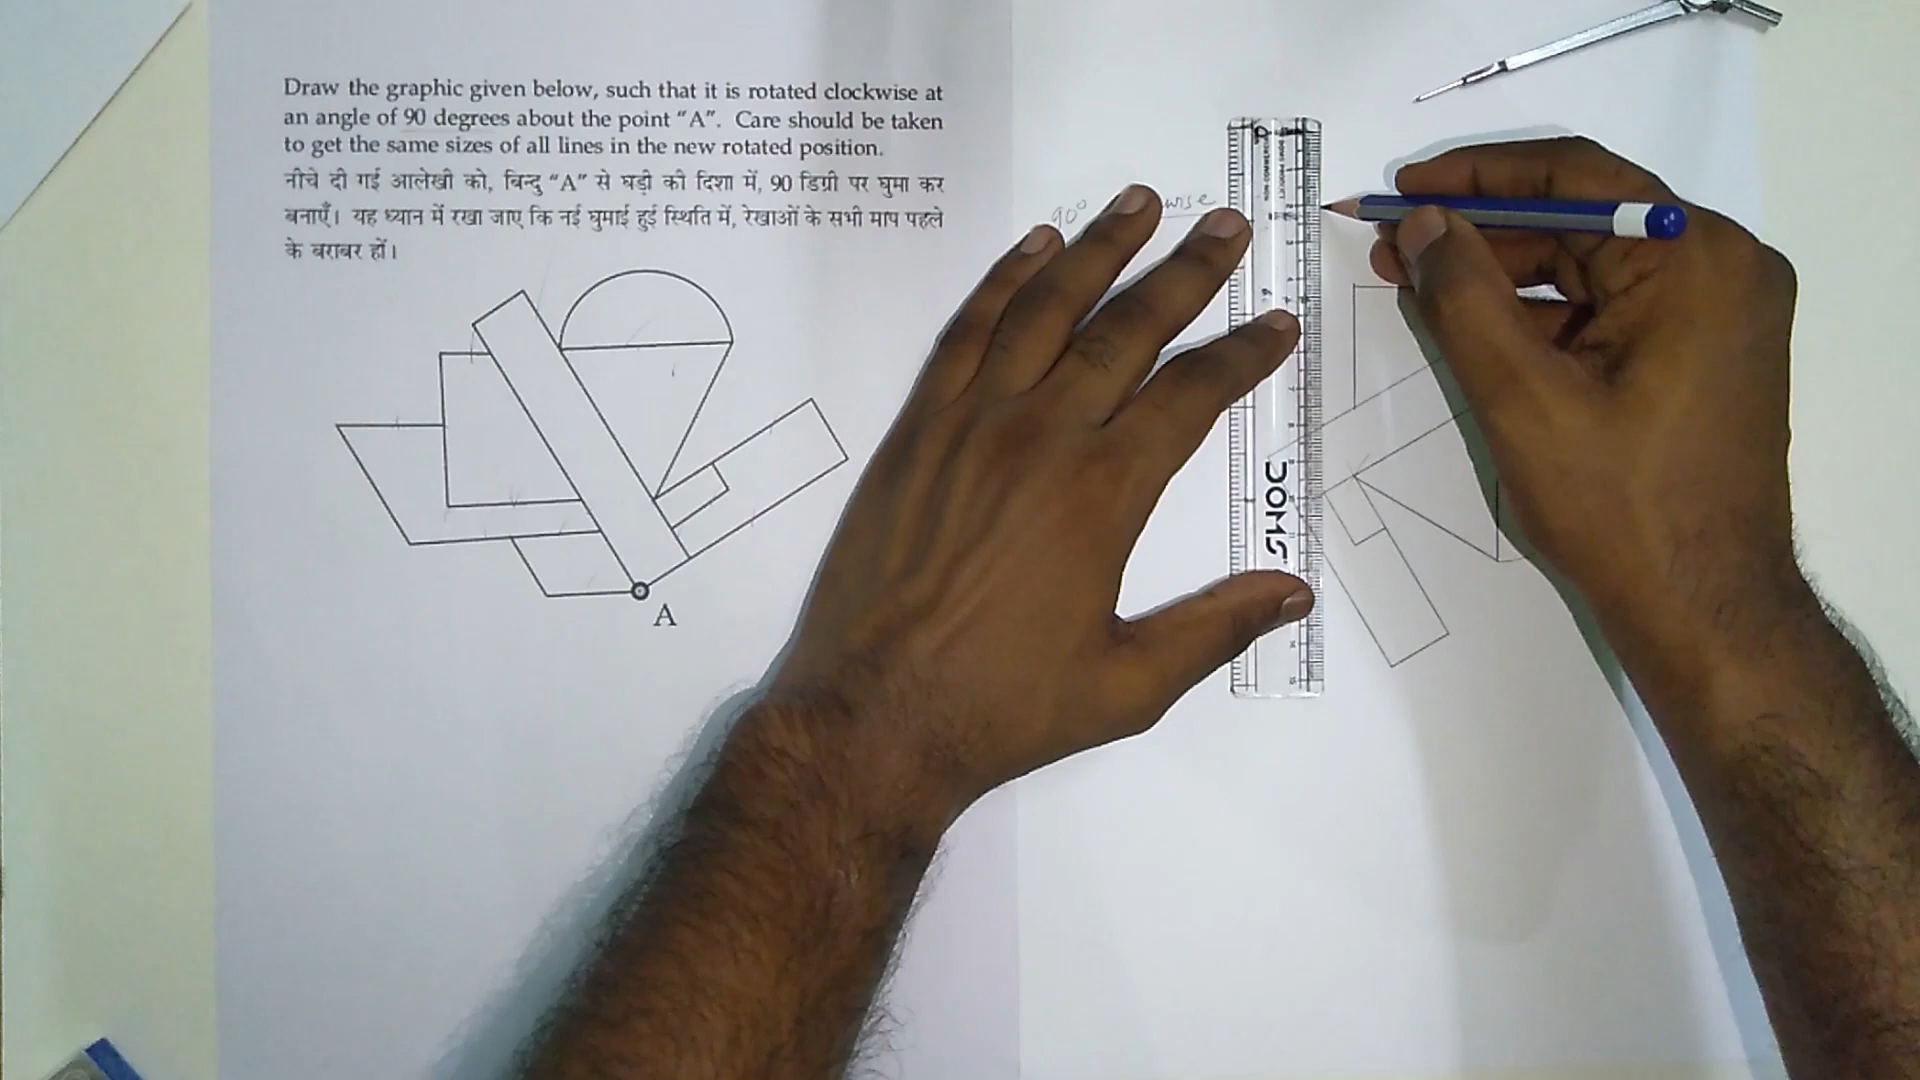 Draw the graphic given below, such that it is rotated clockwise at
an angle of 90 degrees about the point “A”. Care should be taken
to get the same sizes of all lines in the new rotated position.
नीचे दी गई आलेखी को, बिन्दु “A” से घड़ी की दिशा में, 90 डिग्री पर घुमा कर
बनाएँ। यह ध्यान में रखा जाए कि नई घुमाई हुई स्थिति में, रेखाओं के सभी माप पहले
के बराबर हों।
A
90° wise
DOMS